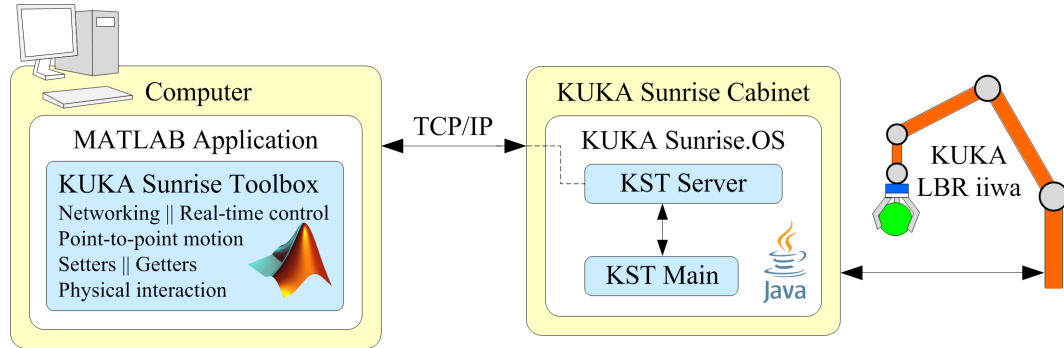 Computer
MATLAB Application
KUKA Sunrise Toolbox
Networking || Real-time control
Point-to-point motion
Setters || Getters
Physical interaction
TCP/IP
KUKA Sunrise Cabinet
KUKA Sunrise.OS
KST Server
KST Main
Java
KUKA
LBR iiwa